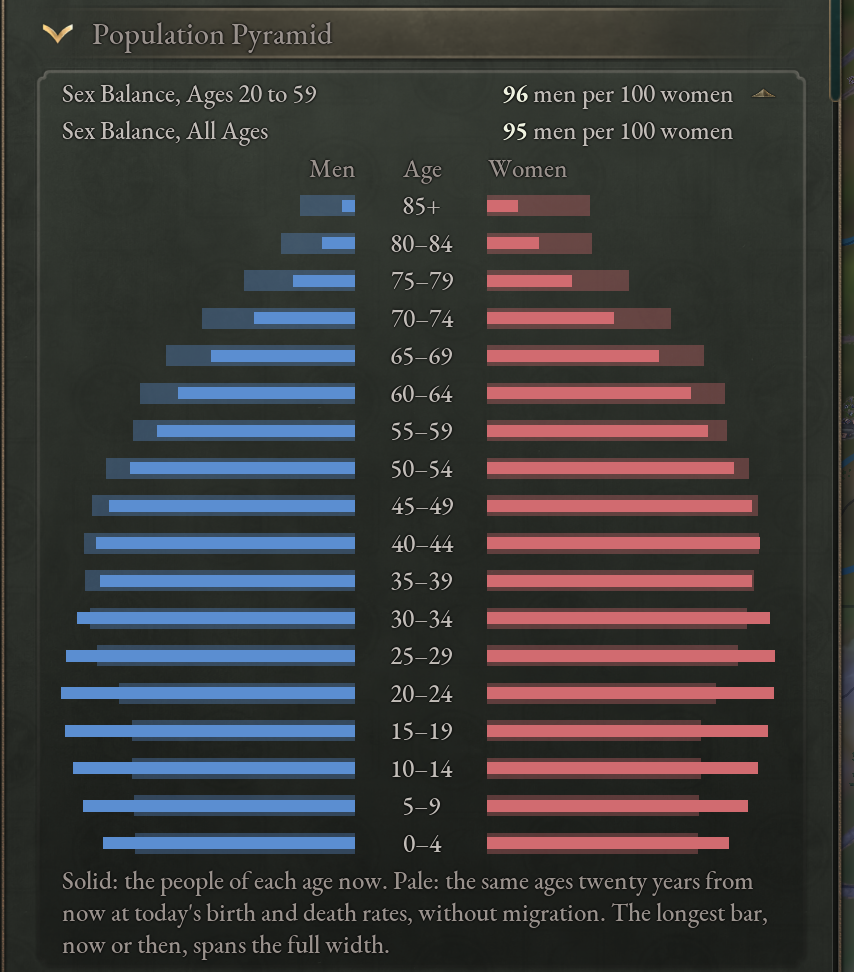 Population Pyramid
Sex Balance, Ages 20 to 59 96 men per 100 women
Sex Balance, All Ages 95 men per 100 women
Men Age Women
85+
80–84
75–79
70–74
65–69
60–64
55–59
50–54
45–49
40–44
35–39
30–34
25–29
20–24
15–19
10–14
5–9
0–4
Solid: the people of each age now. Pale: the same ages twenty years from
now at today's birth and death rates, without migration. The longest bar,
now or then, spans the full width.